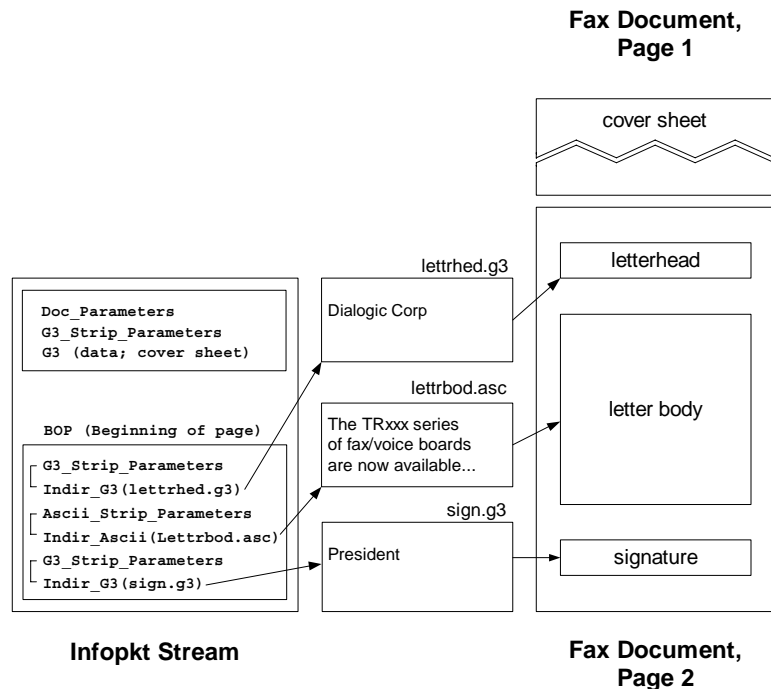 Fax Document,
Page 1
cover sheet
lettrhed.g3
letterhead
Doc_Parameters
G3_Strip_Parameters
G3 (data; cover sheet)
Dialogic Corp
lettrbod.asc
BOP (Beginning of page)
The TRxxx series
of fax/voice boards
are now available...
letter body
G3_Strip_Parameters
Indir_G3(lettrhed.g3)
Ascii_Strip_Parameters
Indir_Ascii(Lettrbod.asc)
G3_Strip_Parameters
Indir_G3(sign.g3)
sign.g3
President
signature
Infopkt Stream
Fax Document,
Page 2